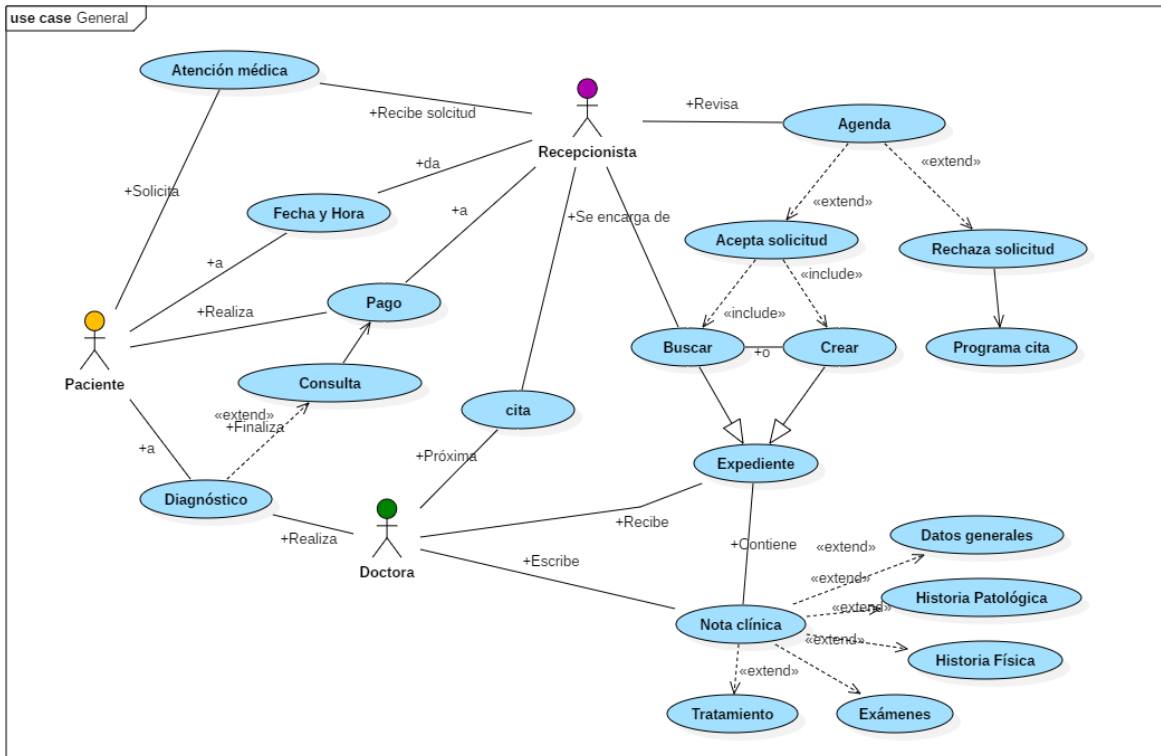 use case General
Atención médica
+Recibe solcitud
Recepcionista
+Revisa
Agenda
+Solicita
+da
Fecha y Hora
+a
+a
+Realiza
Pago
Paciente
Consulta
«extend»
+Finaliza
+a
Diagnóstico
+Realiza
Doctora
cita
+Próxima
+Se encarga de
«extend»
«extend»
Acepta solicitud
Rechaza solicitud
«include»
«include»
Buscar
+o
Crear
Programa cita
Expediente
+Recibe
+Contiene
+Escribe
Nota clínica
«extend»
Datos generales
«extend»
Historia Patológica
«extend»
«extend»
Historia Física
«extend»
Tratamiento
Exámenes